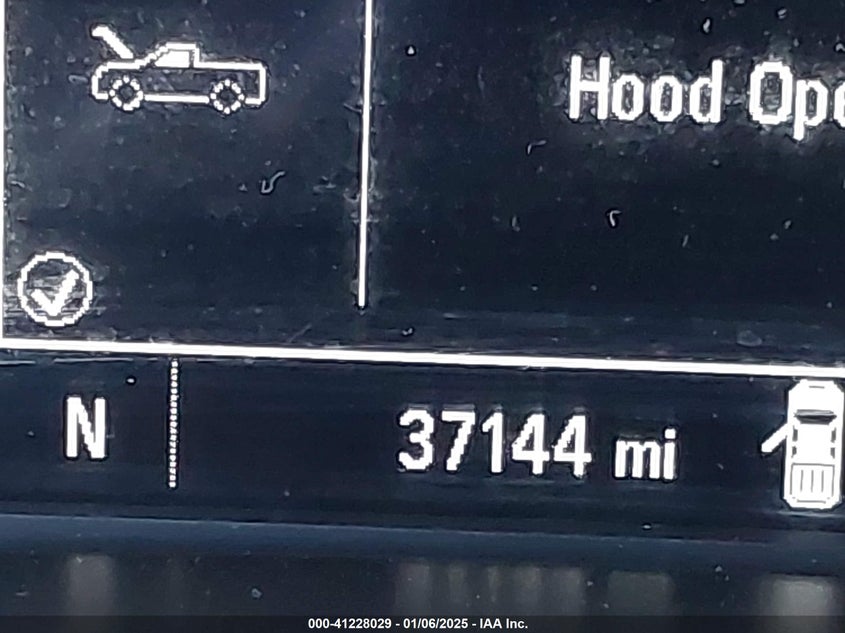 Hood Ope
N 37144 mi
000-41228029 - 01/06/2025 - IAA Inc.